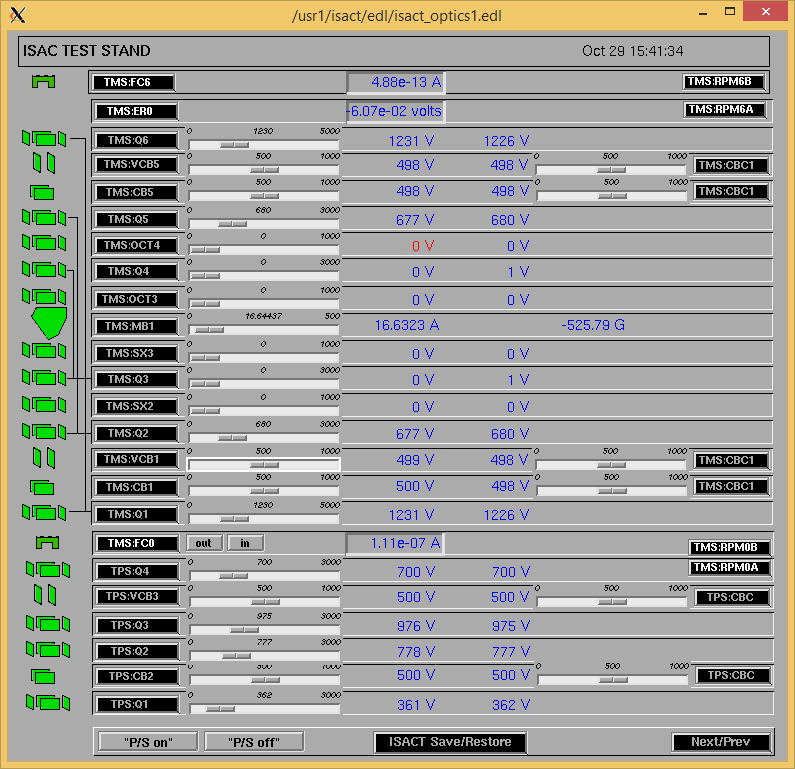 /usr1/isact/edl/isact_optics1.edl
ISAC TEST STAND Oct 29 15:41:34
TMS:FC6 4.88e-13 A TMS:RPM6B
TMS:ER0 -6.07e-02 volts TMS:RPM6A
TMS:Q6 0 1230 5000 1231 V 1226 V
TMS:VCB5 0 500 1000 498 V 498 V 0 500 1000 TMS:CBC1
TMS:CB5 0 500 1000 498 V 498 V 0 500 1000 TMS:CBC1
TMS:Q5 0 680 3000 677 V 680 V
TMS:OCT4 0 0 1000 0 V 0 V
TMS:Q4 0 0 3000 0 V 1 V
TMS:OCT3 0 0 1000 0 V 0 V
TMS:MB1 0 16.64437 500 16.6323 A -525.79 G
TMS:SX3 0 0 1000 0 V 0 V
TMS:Q3 0 0 3000 0 V 1 V
TMS:SX2 0 0 1000 0 V 0 V
TMS:Q2 0 680 3000 677 V 680 V
TMS:VCB1 0 500 1000 499 V 498 V 0 500 1000 TMS:CBC1
TMS:CB1 0 500 1000 500 V 498 V 0 500 1000 TMS:CBC1
TMS:Q1 0 1230 5000 1231 V 1226 V
TMS:FC0 out in 1.11e-07 A TMS:RPM0B
TPS:Q4 0 700 3000 700 V 700 V TMS:RPM0A
TPS:VCB3 0 500 1000 500 V 500 V 0 500 1000 TPS:CBC
TPS:Q3 0 975 3000 976 V 975 V
TPS:Q2 0 777 3000 778 V 777 V
TPS:CB2 0 500 1000 500 V 500 V 0 500 1000 TPS:CBC
TPS:Q1 0 362 3000 361 V 362 V
"P/S on" "P/S off" ISACT Save/Restore Next/Prev